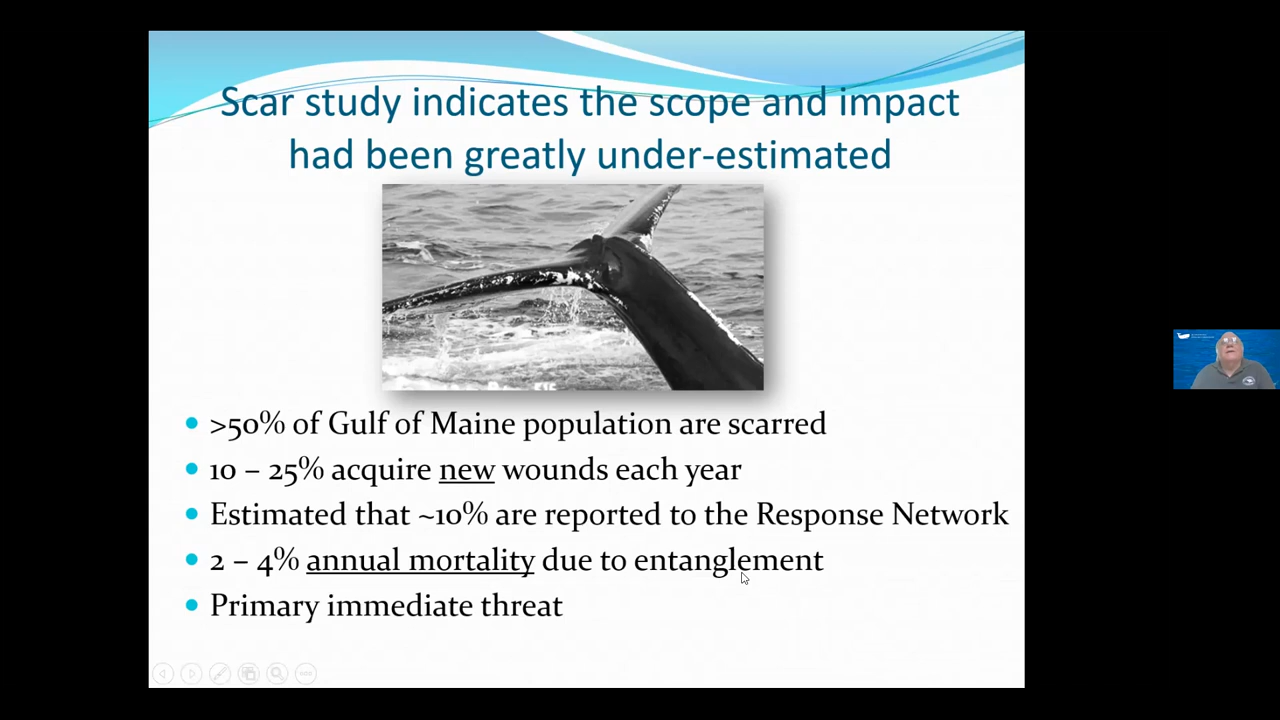 Scar study indicates the scope and impact
had been greatly under-estimated
• >50% of Gulf of Maine population are scarred
• 10 – 25% acquire new wounds each year
• Estimated that ~10% are reported to the Response Network
• 2 – 4% annual mortality due to entanglement
• Primary immediate threat